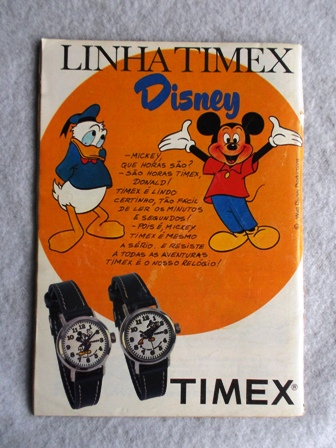 LINHA TIMEX
Disney
—MICKEY,
QUE HORAS SÃO?
—SÃO HORAS TIMEX,
DONALD!
TIMEX É LINDO
CERTINHO, TÃO FÁCIL
DE LER OS MINUTOS
E SEGUNDOS!
—POIS É, MICKEY
TIMEX É MESMO
A SÉRIO. E RESISTE
A TODAS AS AVENTURAS
TIMEX É O NOSSO RELÓGIO!
TIMEX®